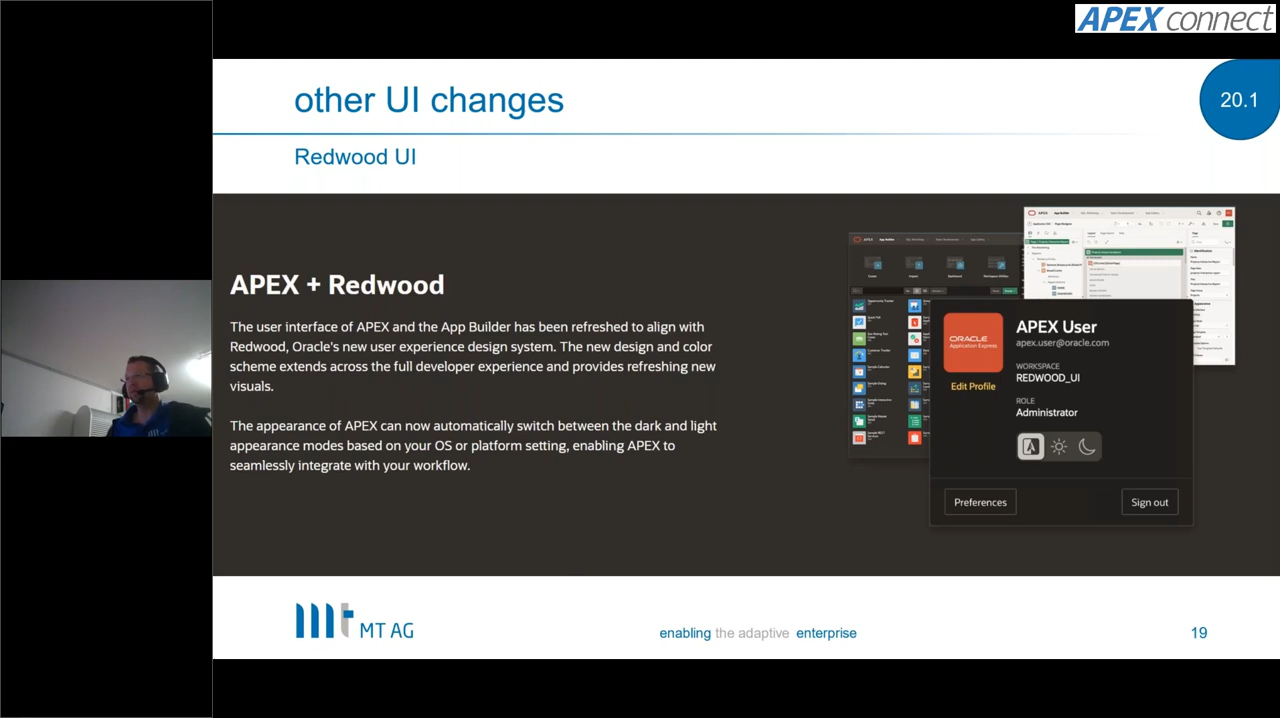 APEX connect
other UI changes
20.1
Redwood UI
APEX + Redwood
The user interface of APEX and the App Builder has been refreshed to align with
Redwood, Oracle's new user experience design system. The new design and color
scheme extends across the full developer experience and provides refreshing new
visuals.
The appearance of APEX can now automatically switch between the dark and light
appearance modes based on your OS or platform setting, enabling APEX to
seamlessly integrate with your workflow.
ORACLE
Application Express
Edit Profile
APEX User
apex.user@oracle.com
WORKSPACE
REDWOOD_UI
ROLE
Administrator
Preferences
Sign out
mt MT AG
enabling the adaptive enterprise
19